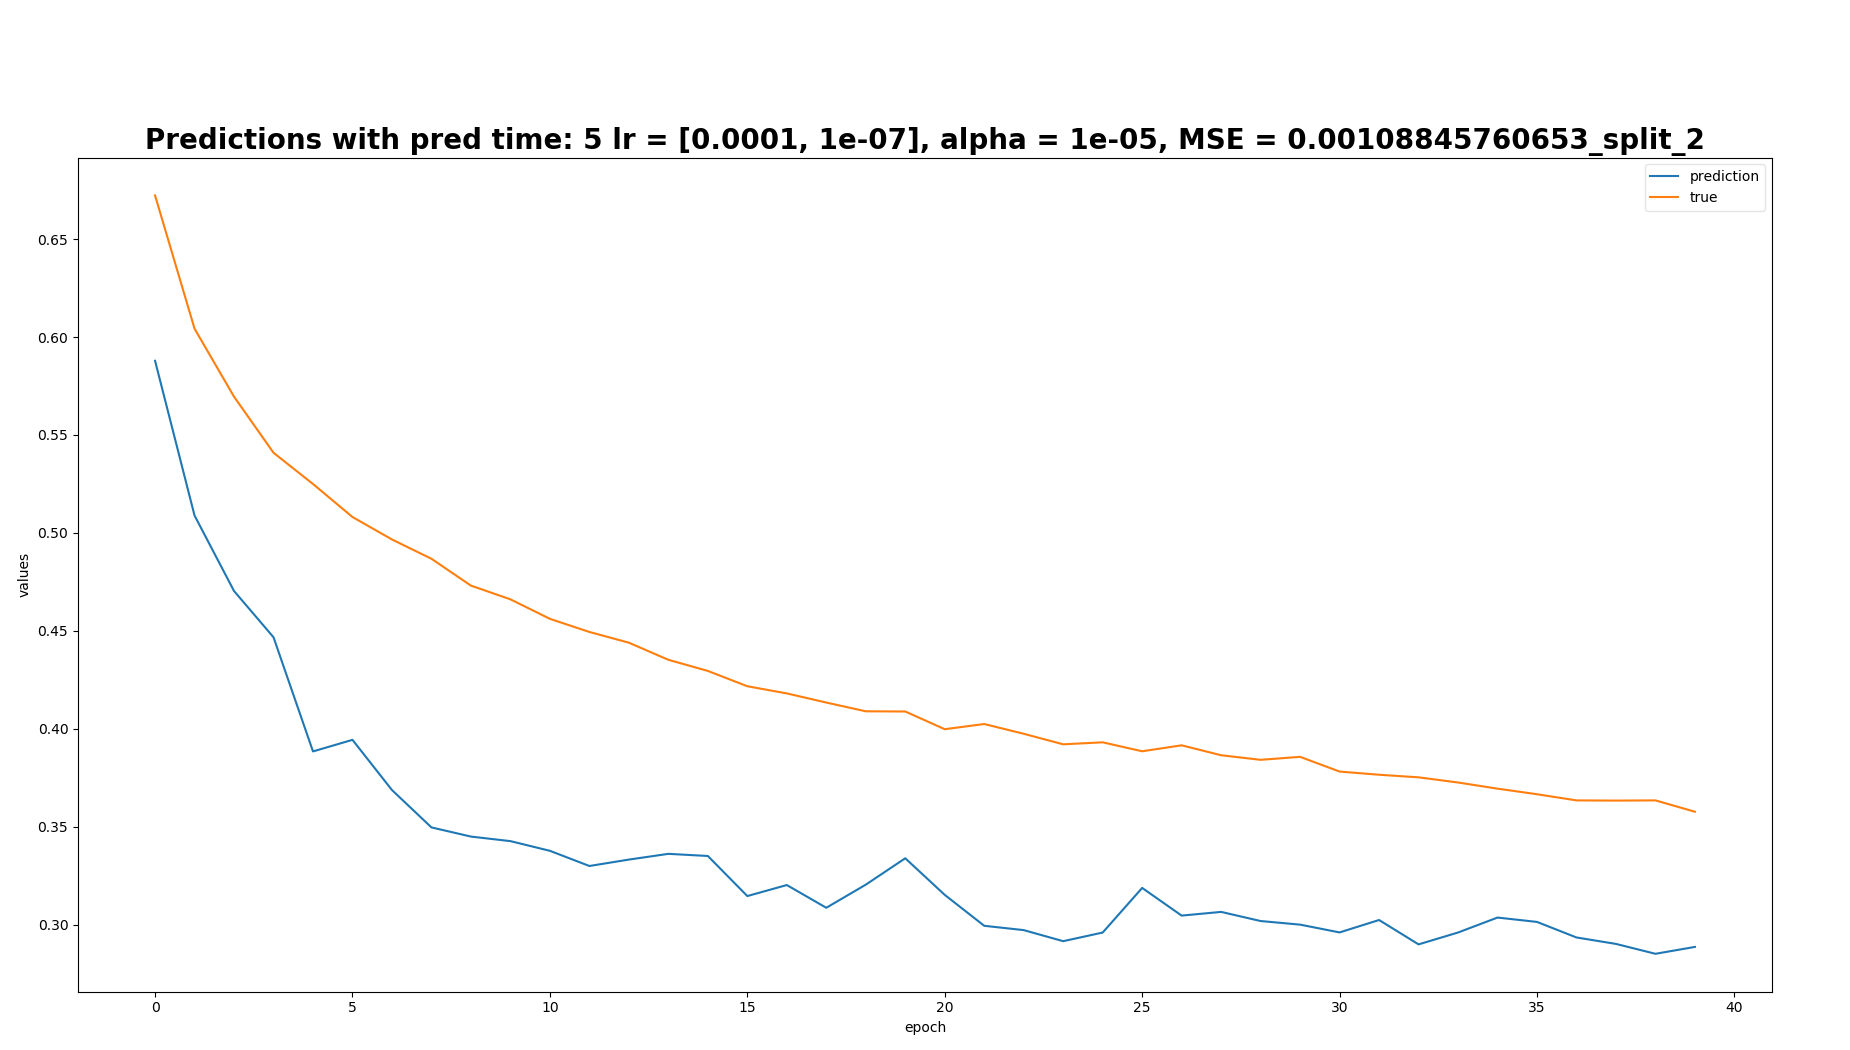 Predictions with pred time: 5 lr = [0.0001, 1e-07], alpha = 1e-05, MSE = 0.00108845760653_split_2
prediction
true
0.65
0.60
0.55
0.50
0.45
0.40
0.35
0.30
values
0 5 10 15 20 25 30 35 40
epoch